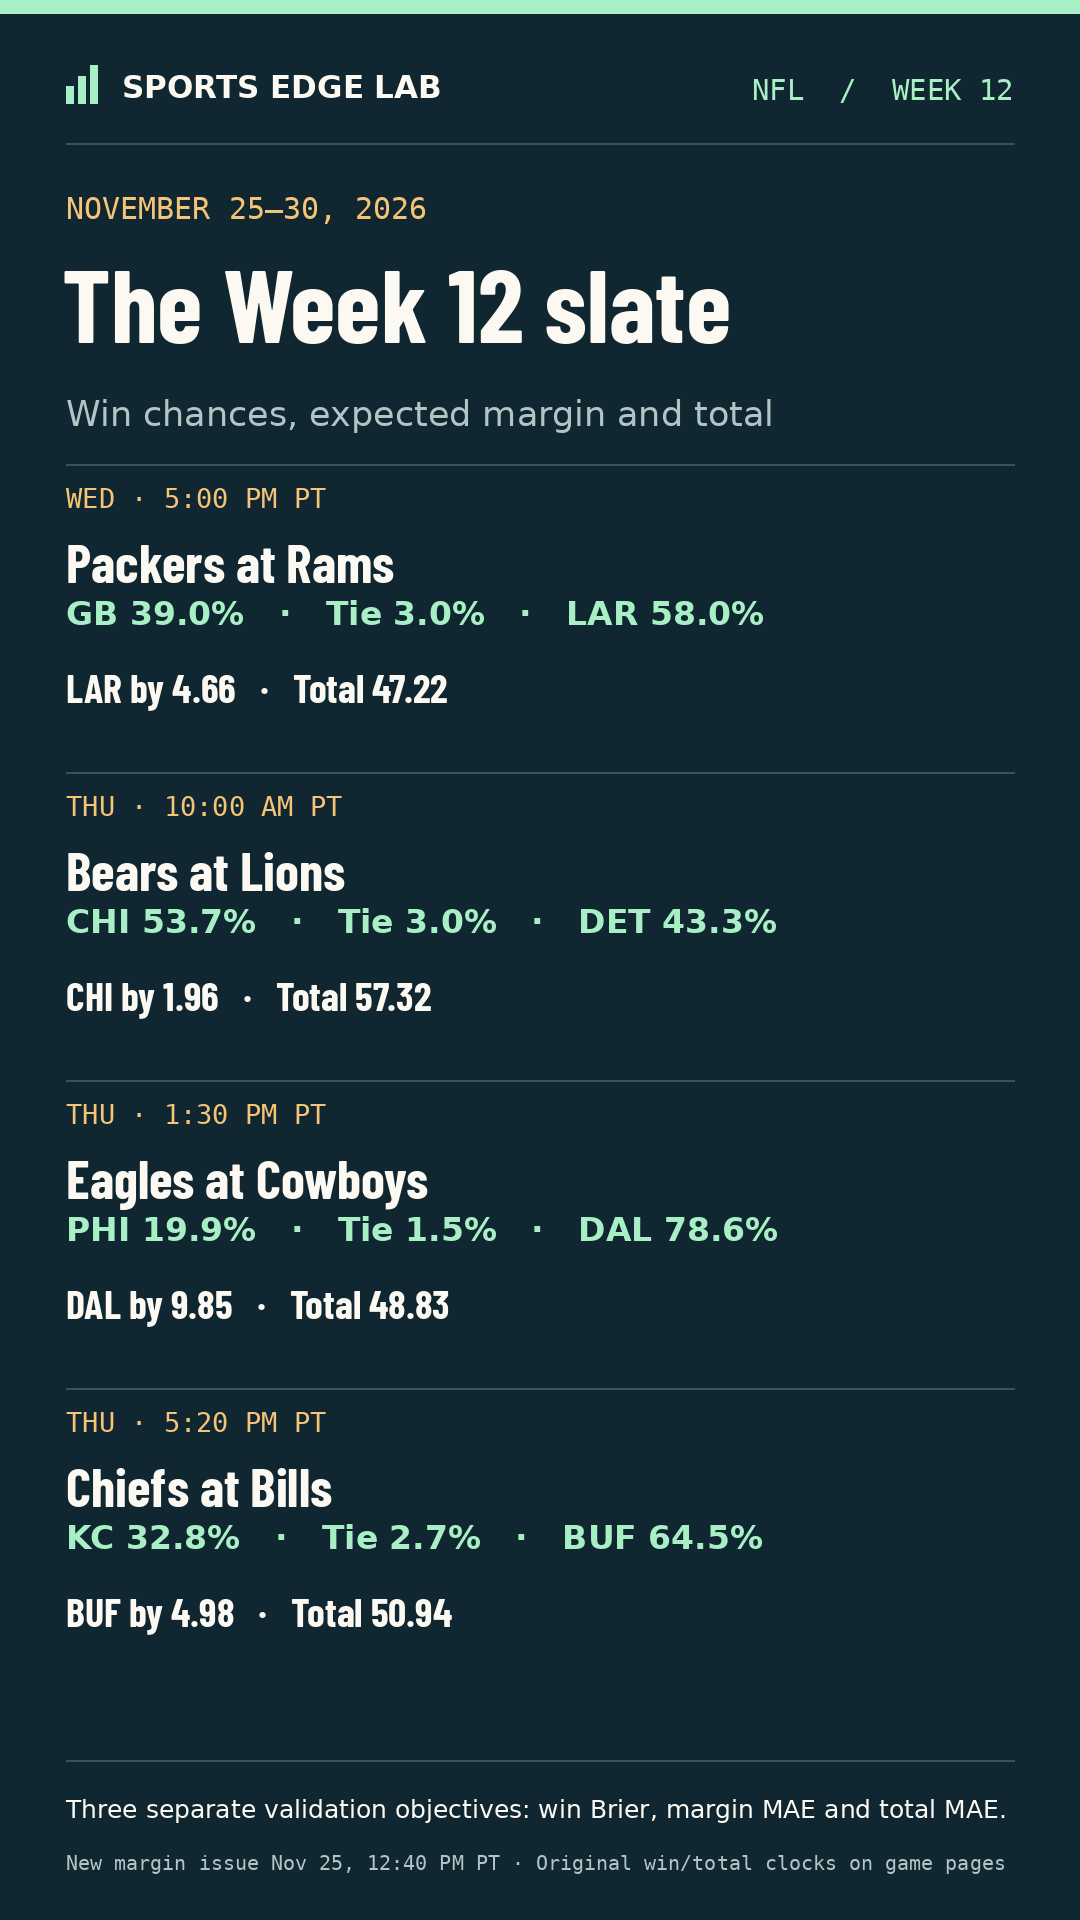 SPORTS EDGE LAB
NFL / WEEK 12
NOVEMBER 25–30, 2026
The Week 12 slate
Win chances, expected margin and total
WED · 5:00 PM PT
Packers at Rams
GB 39.0% · Tie 3.0% · LAR 58.0%
LAR by 4.66 · Total 47.22
THU · 10:00 AM PT
Bears at Lions
CHI 53.7% · Tie 3.0% · DET 43.3%
CHI by 1.96 · Total 57.32
THU · 1:30 PM PT
Eagles at Cowboys
PHI 19.9% · Tie 1.5% · DAL 78.6%
DAL by 9.85 · Total 48.83
THU · 5:20 PM PT
Chiefs at Bills
KC 32.8% · Tie 2.7% · BUF 64.5%
BUF by 4.98 · Total 50.94
Three separate validation objectives: win Brier, margin MAE and total MAE.
New margin issue Nov 25, 12:40 PM PT · Original win/total clocks on game pages